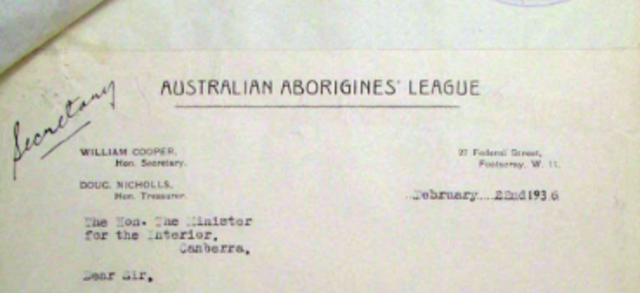 Secretary
AUSTRALIAN ABORIGINES' LEAGUE
WILLIAM COOPER,
Hon. Secretary.
27 Federal Street,
Footscray, W. 11.
DOUG. NICHOLLS,
Hon. Treasurer.
February 22nd 1936
The Hon. The Minister
for the Interior,
Canberra,
Dear Sir,